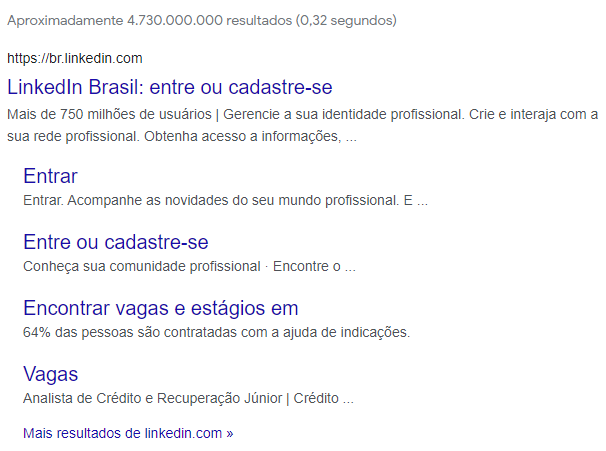 Aproximadamente 4.730.000.000 resultados (0,32 segundos)
https://br.linkedin.com
LinkedIn Brasil: entre ou cadastre-se
Mais de 750 milhões de usuários | Gerencie a sua identidade profissional. Crie e interaja com a
sua rede profissional. Obtenha acesso a informações, ...
Entrar
Entrar. Acompanhe as novidades do seu mundo profissional. E ...
Entre ou cadastre-se
Conheça sua comunidade profissional · Encontre o ...
Encontrar vagas e estágios em
64% das pessoas são contratadas com a ajuda de indicações.
Vagas
Analista de Crédito e Recuperação Júnior | Crédito ...
Mais resultados de linkedin.com »